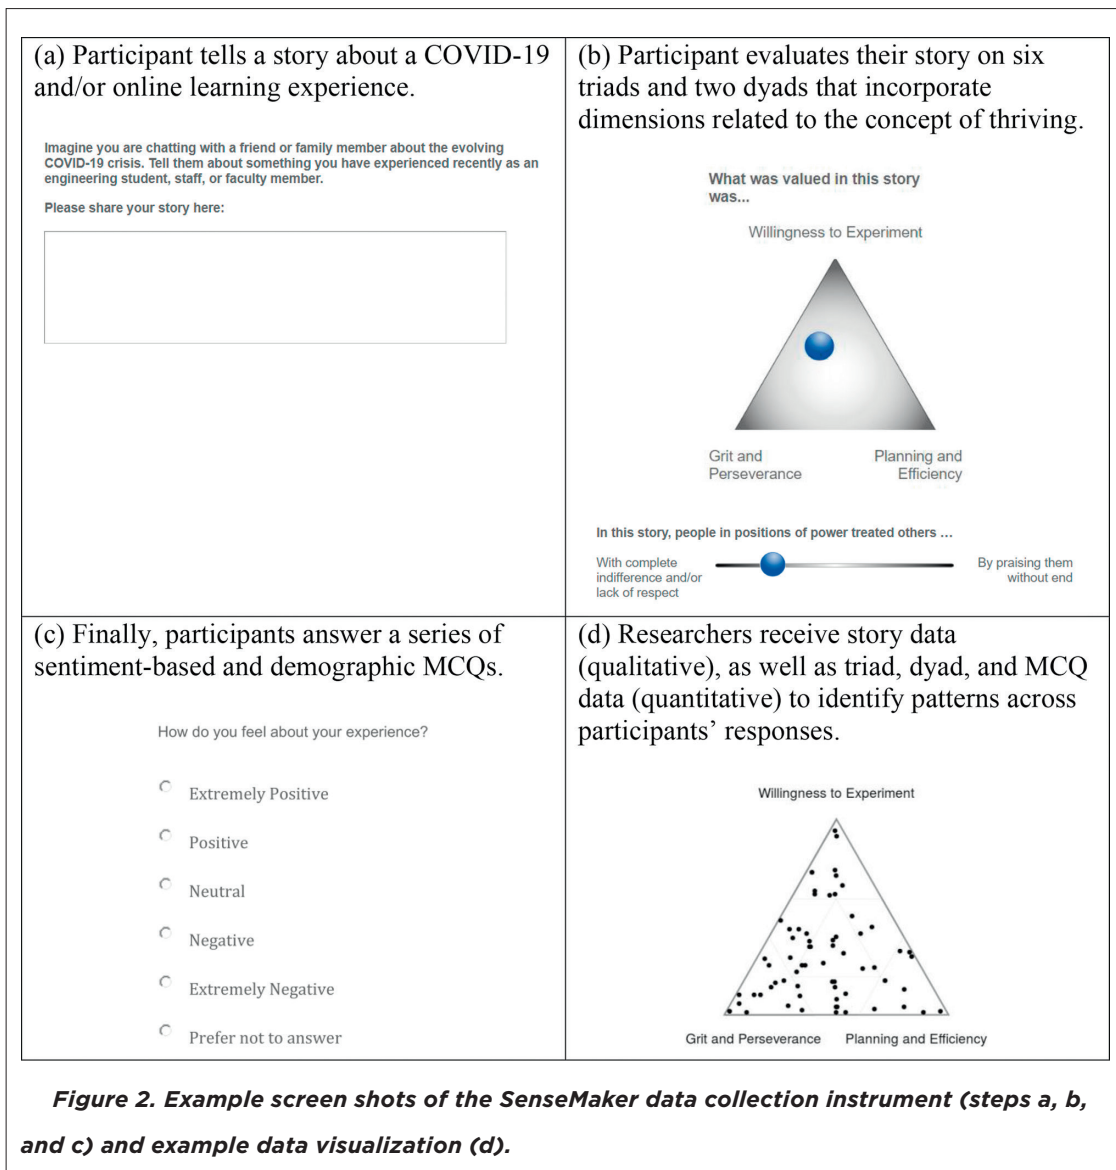 (a) Participant tells a story about a COVID-19
and/or online learning experience.
Imagine you are chatting with a friend or family member about the evolving
COVID-19 crisis. Tell them about something you have experienced recently as an
engineering student, staff, or faculty member.
Please share your story here:
(b) Participant evaluates their story on six
triads and two dyads that incorporate
dimensions related to the concept of thriving.
What was valued in this story
was...
Willingness to Experiment
Grit and
Perseverance
Planning and
Efficiency
In this story, people in positions of power treated others ...
With complete
indifference and/or
lack of respect
By praising them
without end
(c) Finally, participants answer a series of
sentiment-based and demographic MCQs.
How do you feel about your experience?
Extremely Positive
Positive
Neutral
Negative
Extremely Negative
Prefer not to answer
(d) Researchers receive story data
(qualitative), as well as triad, dyad, and MCQ
data (quantitative) to identify patterns across
participants’ responses.
Willingness to Experiment
Grit and Perseverance
Planning and Efficiency
Figure 2. Example screen shots of the SenseMaker data collection instrument (steps a, b,
and c) and example data visualization (d).